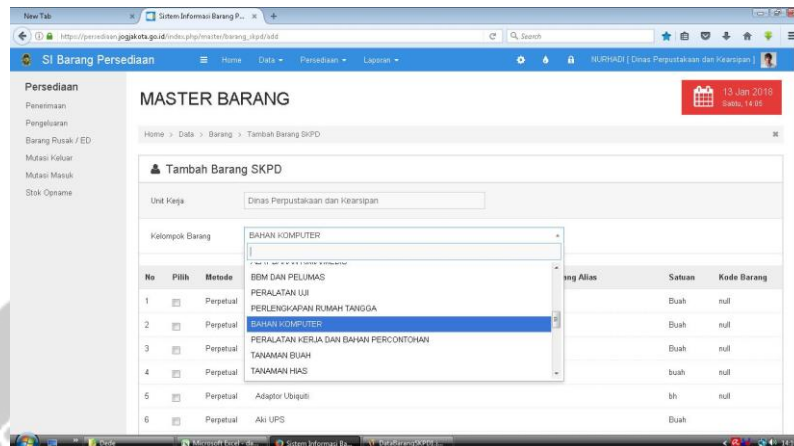 New Tab
Sistem Informasi Barang P...
https://persediaan.jogjakota.go.id/index.php/master/barang_skpd/add
Search
SI Barang Persediaan
Home
Data
Persediaan
Laporan
NURHADI [ Dinas Perpustakaan dan Kearsipan ]
Persediaan
Penerimaan
Pengeluaran
Barang Rusak / ED
Mutasi Keluar
Mutasi Masuk
Stok Opname
MASTER BARANG
13 Jan 2018
Sabtu, 14:05
Home > Data > Barang > Tambah Barang SKPD
Tambah Barang SKPD
Unit Kerja
Dinas Perpustakaan dan Kearsipan
Kelompok Barang
BAHAN KOMPUTER
BBM DAN PELUMAS
PERALATAN UJI
PERLENGKAPAN RUMAH TANGGA
BAHAN KOMPUTER
PERALATAN KERJA DAN BAHAN PERCONTOHAN
TANAMAN BUAH
TANAMAN HIAS
No Pilih Metode ang Alias Satuan Kode Barang
1 Perpetual Buah null
2 Perpetual Buah null
3 Perpetual Buah null
4 Perpetual buah null
5 Perpetual Adaptor Ubiquiti bh null
6 Perpetual Aki UPS Buah
Dede
Microsoft Excel - da...
Sistem Informasi Ba...